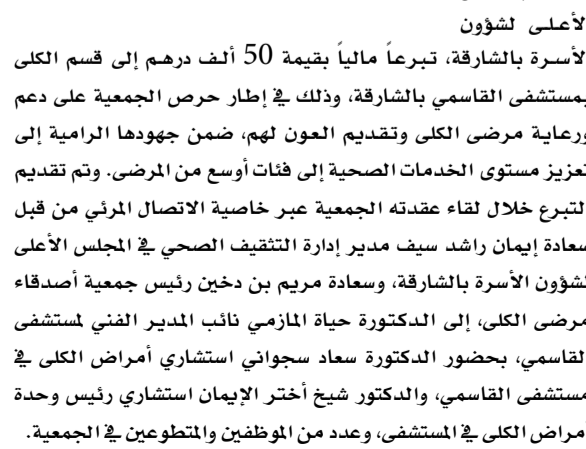 لأعلى لشؤون
لأسرة بالشارقة، تبرعاً مالياً بقيمة 50 ألف درهم إلى قسم الكلى
بمستشفى القاسمي بالشارقة، وذلك في إطار حرص الجمعية على دعم
ورعاية مرضى الكلى وتقديم العون لهم، ضمن جهودها الرامية إلى
تعزيز مستوى الخدمات الصحية إلى فئات أوسع من المرضى. وتم تقديم
لتبرع خلال لقاء عقدته الجمعية عبر خاصية الاتصال المرئي من قبل
سعادة إيمان راشد سيف مدير إدارة التثقيف الصحي في المجلس الأعلى
لشؤون الأسرة بالشارقة، وسعادة مريم بن دخين رئيس جمعية أصدقاء
مرضى الكلى، إلى الدكتورة حياة المازمي نائب المدير الفني لمستشفى
لقاسمي، بحضور الدكتورة سعاد سجواني استشاري أمراض الكلى في
مستشفى القاسمي، والدكتور شيخ أختر الإيمان استشاري رئيس وحدة
أمراض الكلى في المستشفى، وعدد من الموظفين والمتطوعين في الجمعية.